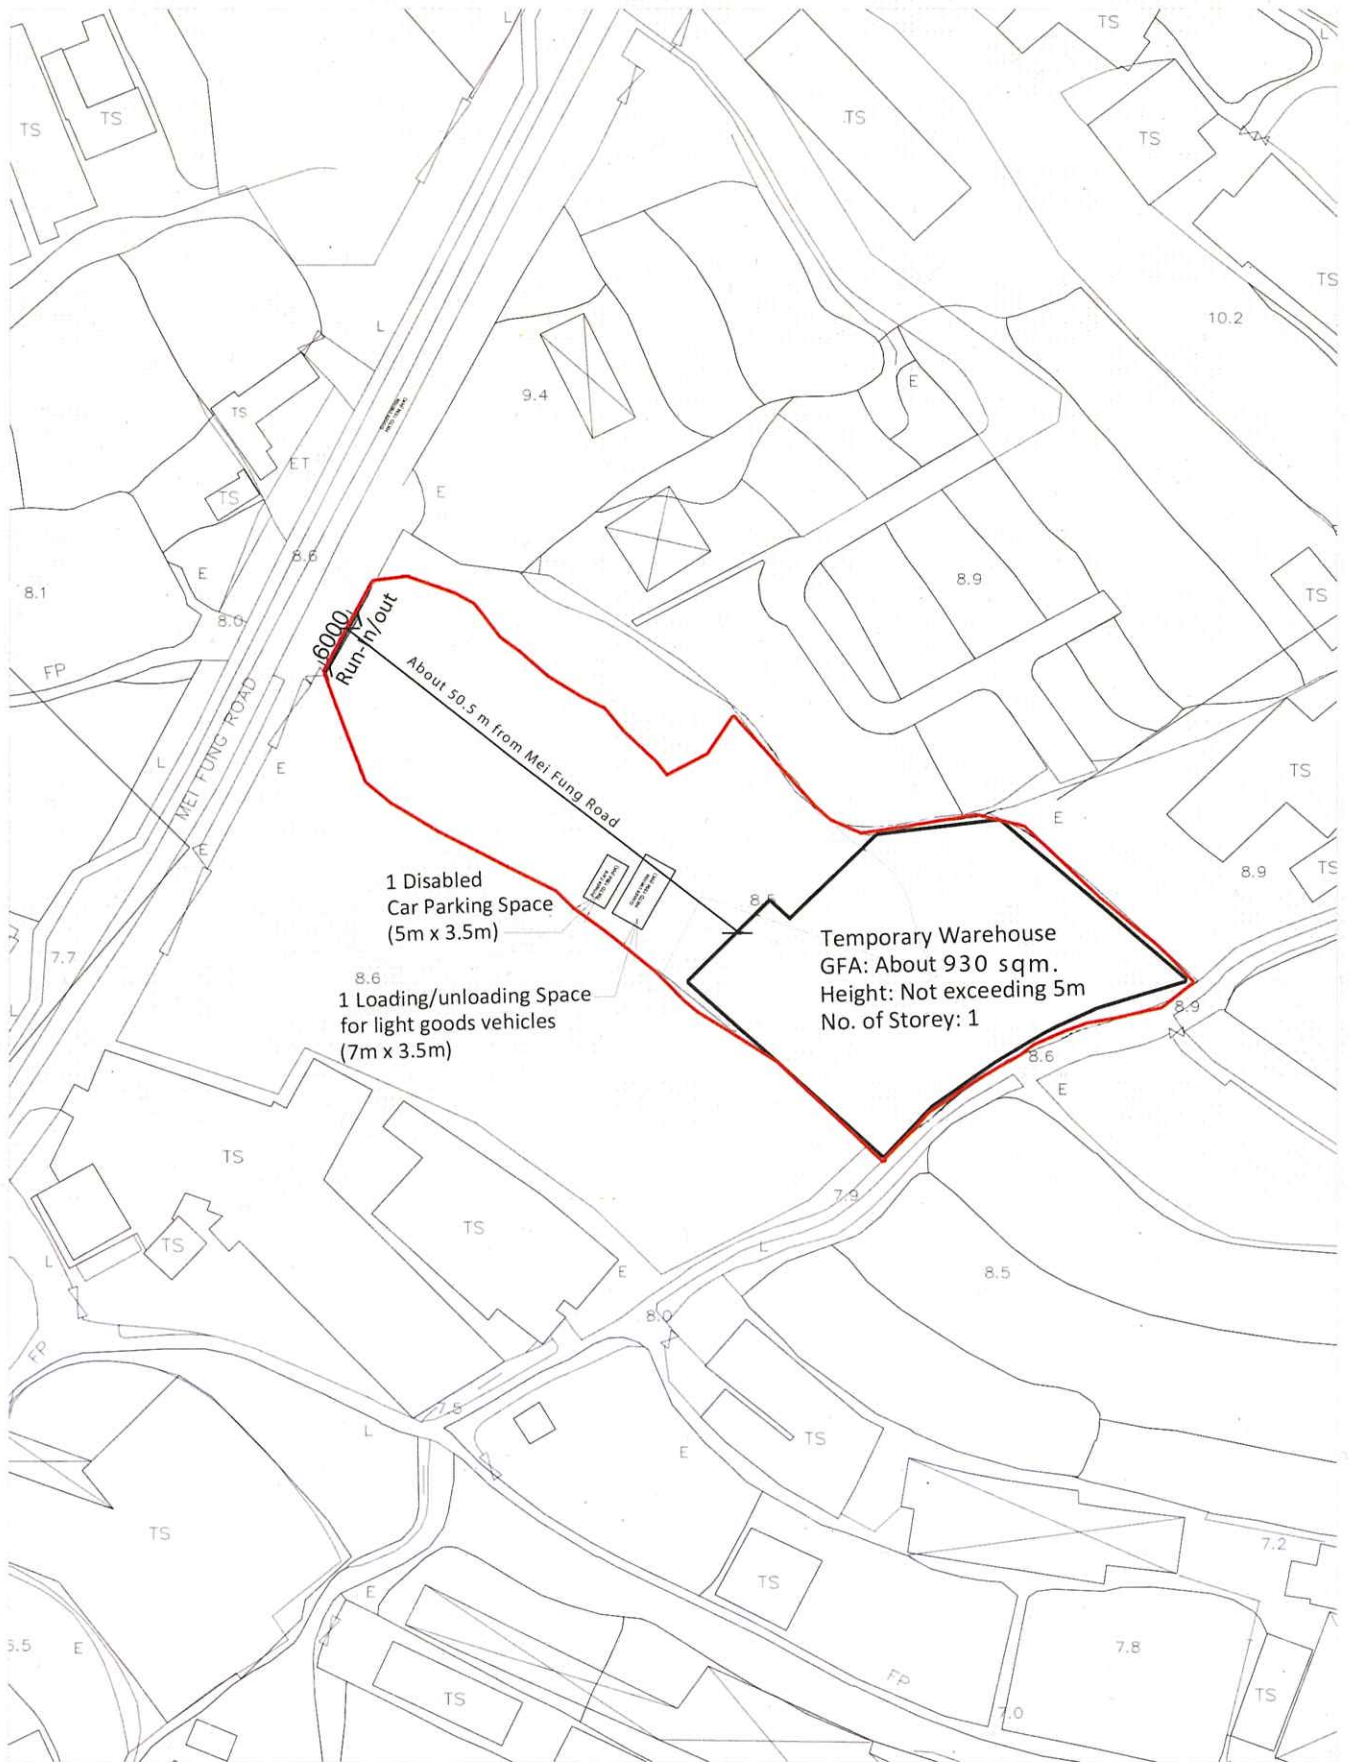 L
TS
TS
TS
TS
TS
TS
TS
10.2
L
L
9.4
E
TS
ET
E
TS
8.6
E
8.9
TS
8.1
8.0
FP
6000
Run-in/out
About 50.5 m from Mei Fung Road
MEI FUNG ROAD
L
E
TS
E
E
8.9
TS
1 Disabled
Car Parking Space
(5m x 3.5m)
8.5
Temporary Warehouse
GFA: About 930 sqm.
Height: Not exceeding 5m
No. of Storey: 1
7.7
8.6
1 Loading/unloading Space
for light goods vehicles
(7m x 3.5m)
L
8.9
8.6
E
TS
7.9
TS
TS
L
L
E
8.5
8.0
FP
7.5
L
E
TS
TS
7.2
TS
E
E
7.8
TS
FP
TS
7.0